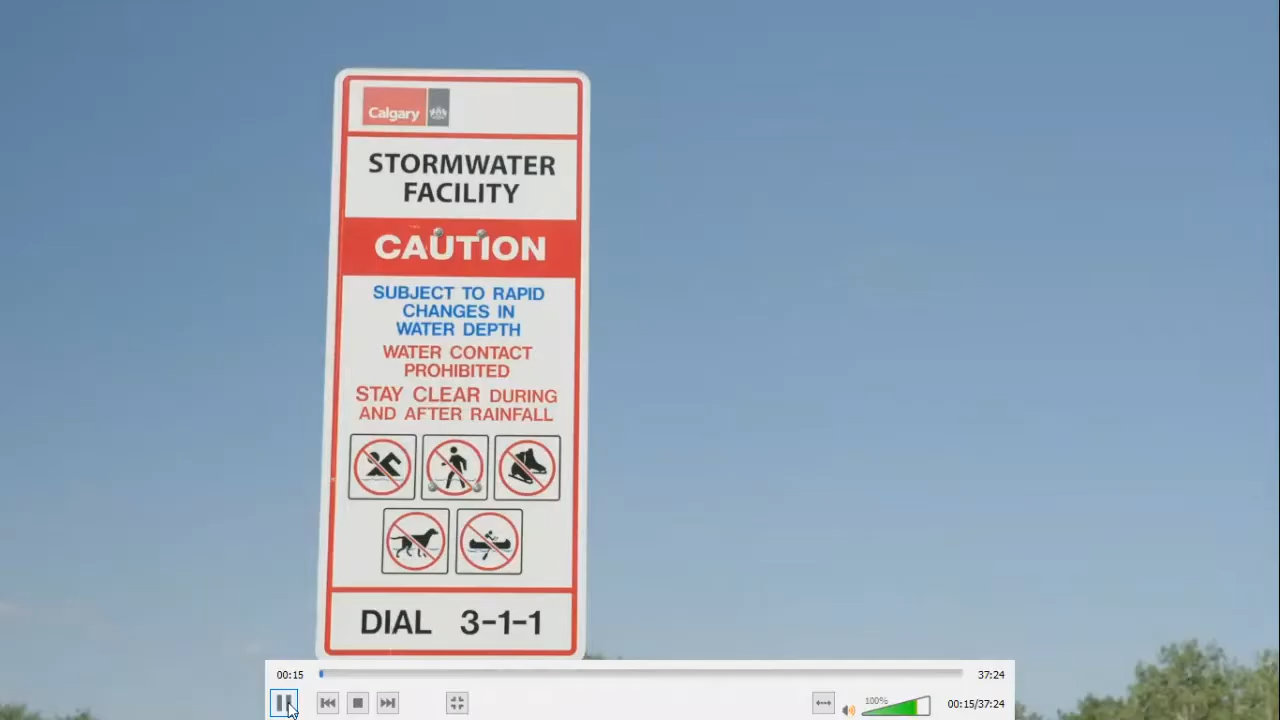 Calgary
STORMWATER
FACILITY
CAUTION
SUBJECT TO RAPID
CHANGES IN
WATER DEPTH
WATER CONTACT
PROHIBITED
STAY CLEAR DURING
AND AFTER RAINFALL
DIAL 3-1-1
00:15
37:24
100%
00:15/37:24